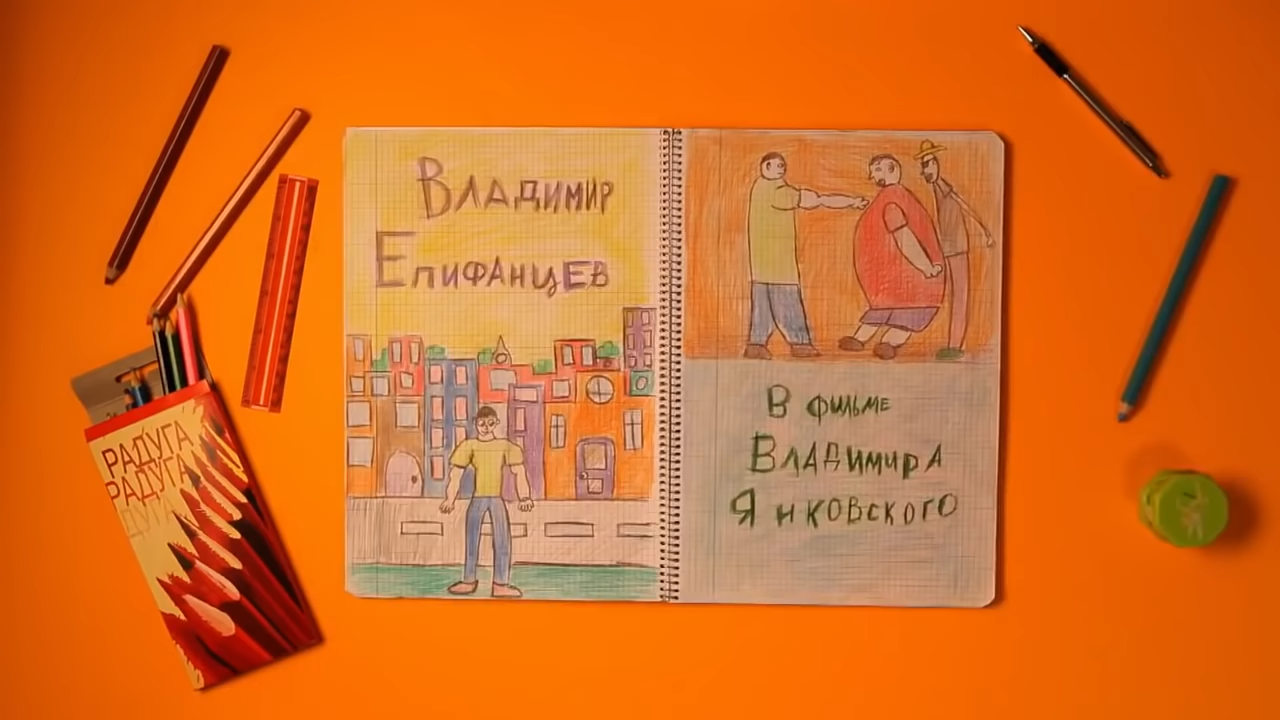 Владимир
Епифанцев
В фильме
Владимира
Янковского
РАДУГА
РАДУГА